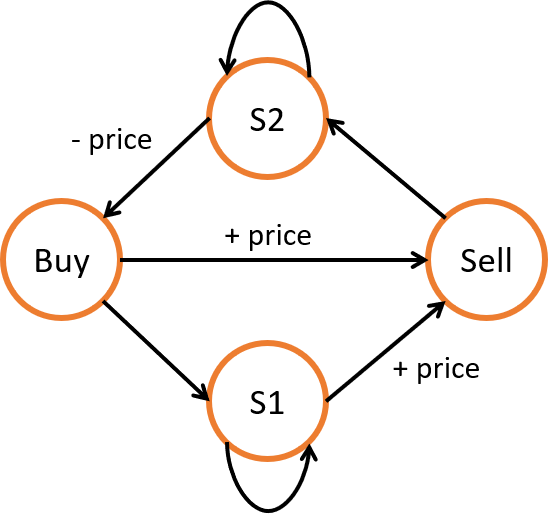 S2
- price
+ price
Buy
Sell
+ price
S1